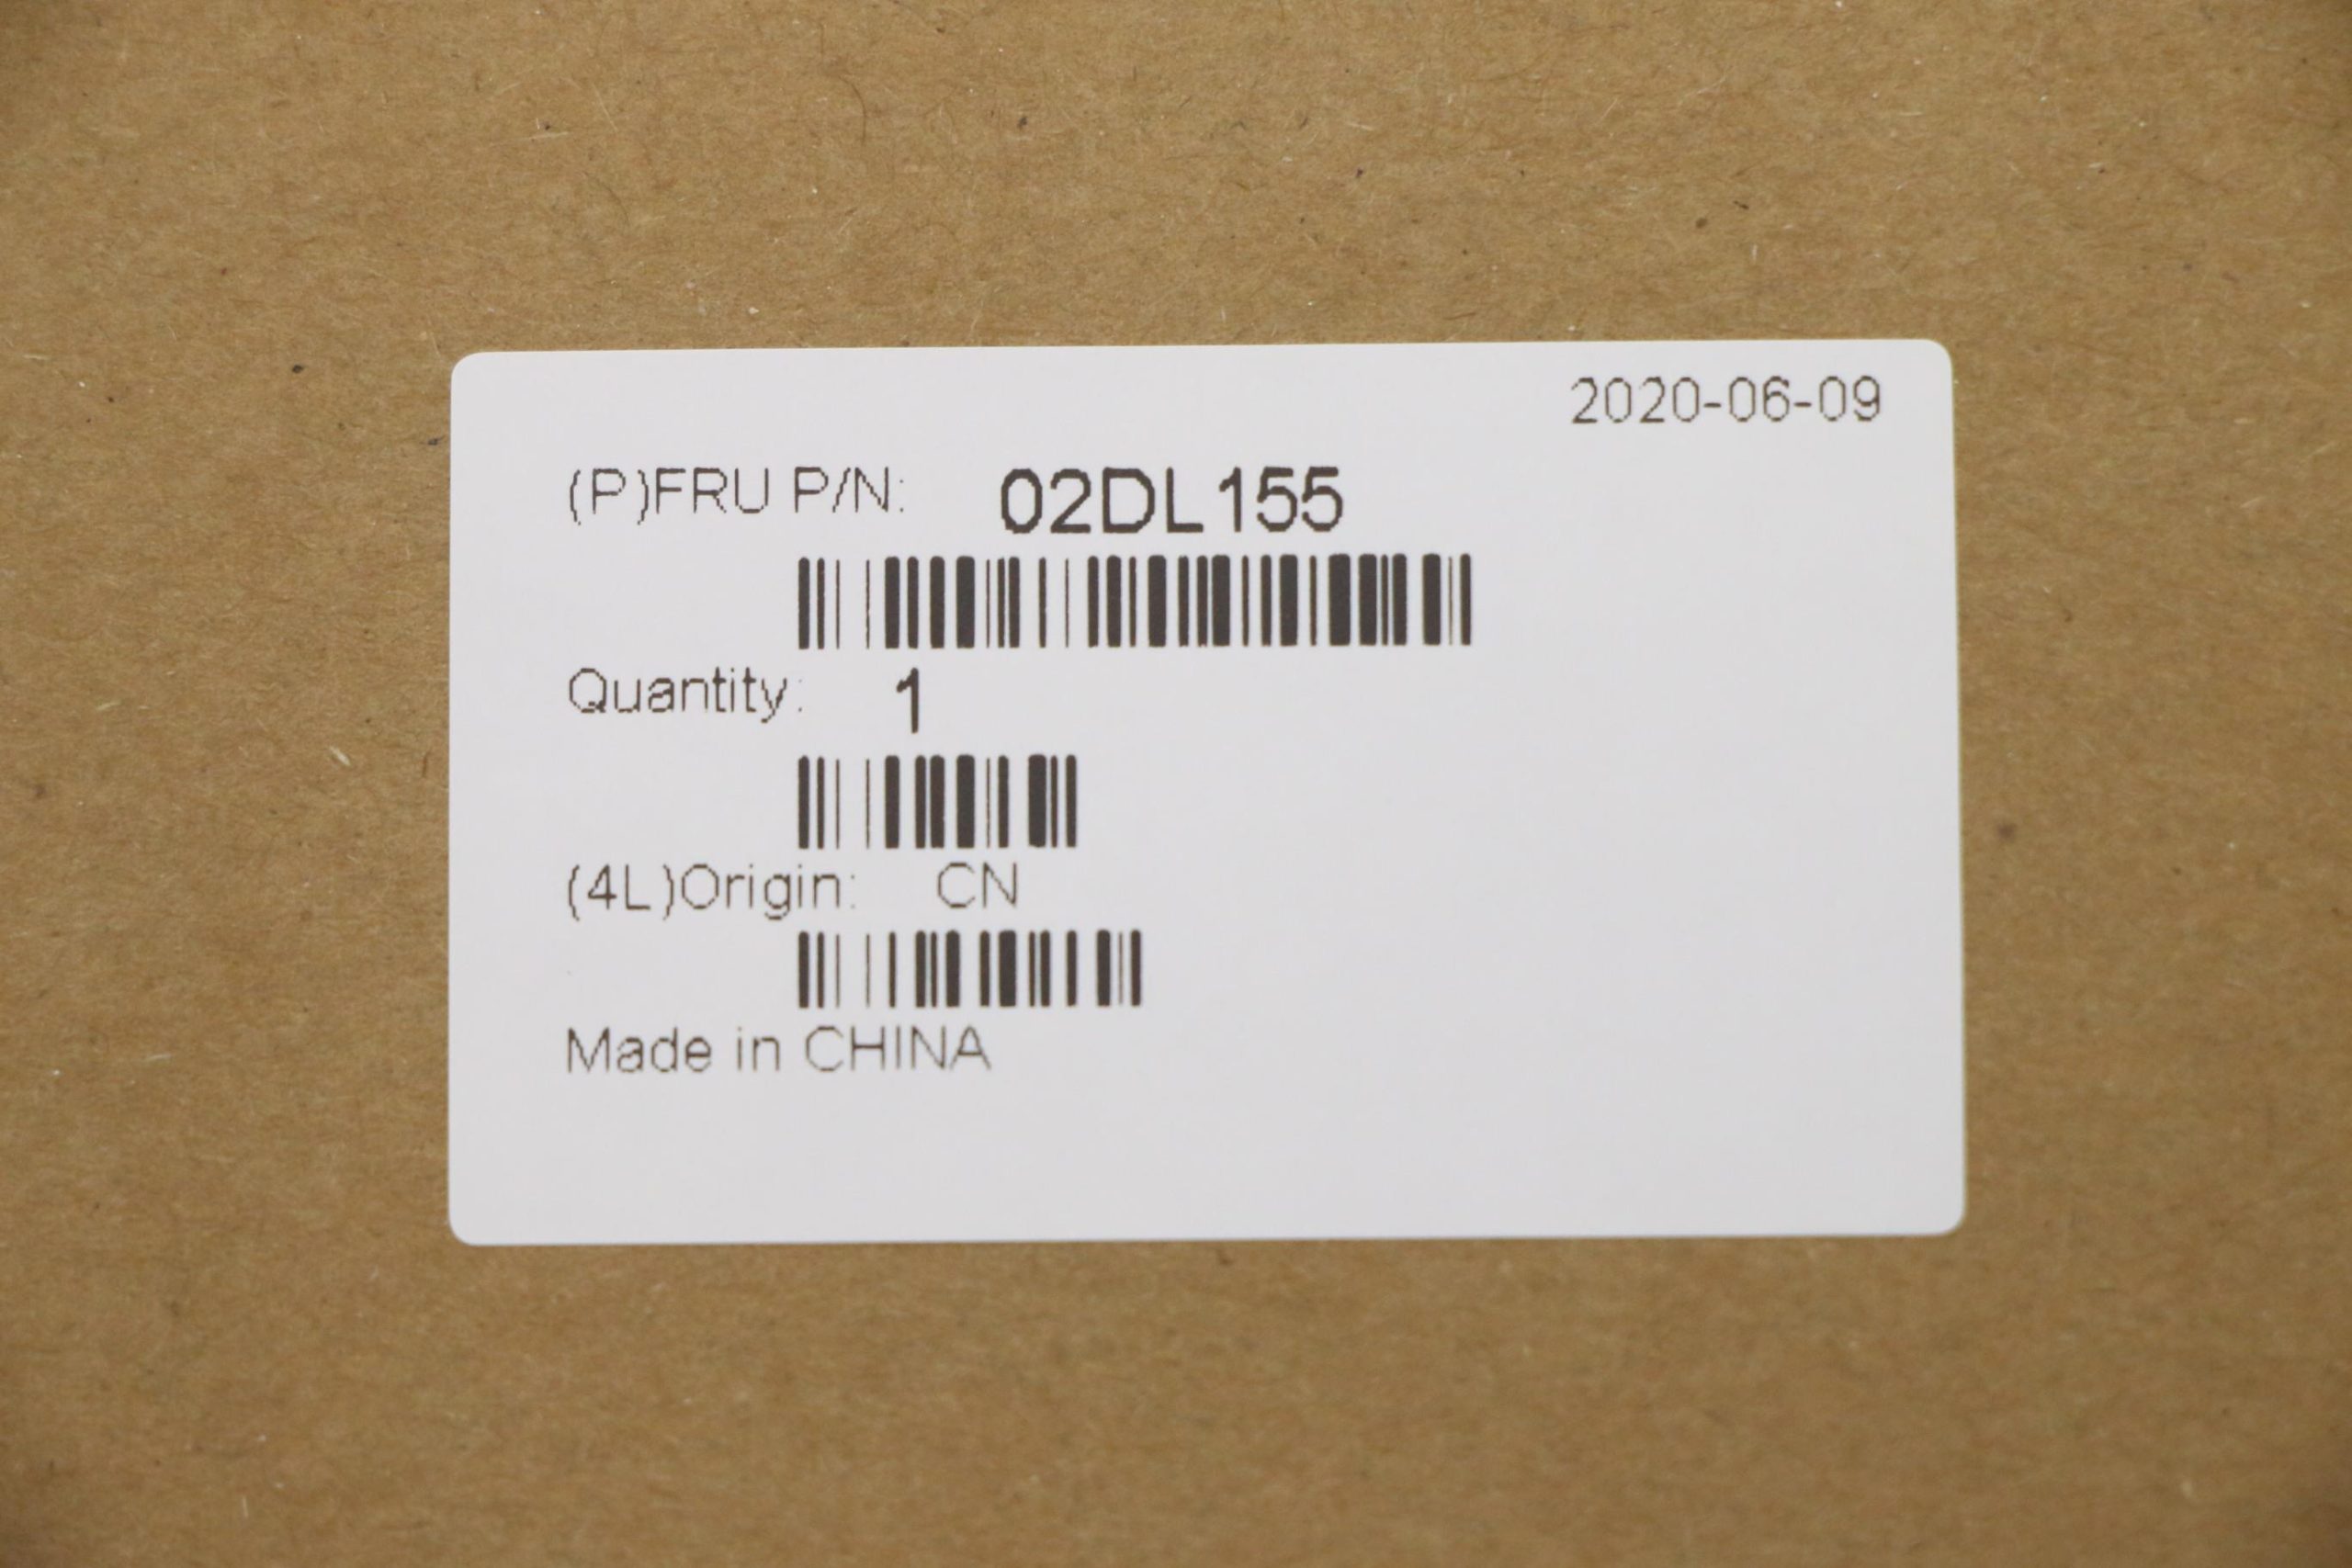 2020-06-09
(P)FRU P/N: 02DL155
Quantity: 1
(4L)Origin: CN
Made in CHINA